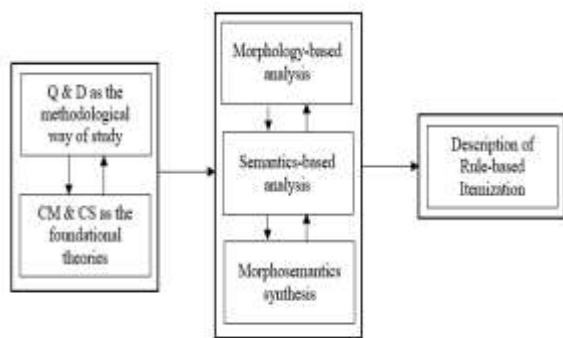 Q & D as the
methodological
way of study
CM & CS as the
foundational
theories
Morphology-based
analysis
Semantics-based
analysis
Morphosemantics
synthesis
Description of
Rule-based
Itemization